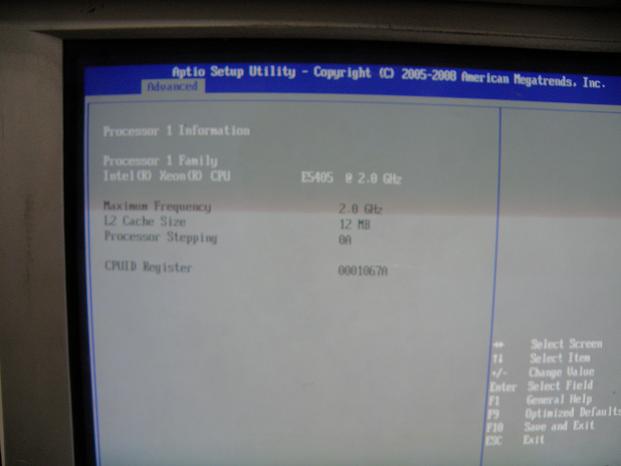 Aptio Setup Utility - Copyright (C) 2005-2008 American Megatrends, Inc.
Advanced
Processor 1 Information
Processor 1 Family
Intel(R) Xeon(R) CPU E5405 @ 2.0 GHz
Maximum Frequency 2.0 GHz
L2 Cache Size 12 MB
Processor Stepping 0A
CPUID Register 0001067A
↔ Select Screen
↑↓ Select Item
+/- Change Value
Enter Select Field
F1 General Help
F9 Optimized Defaults
F10 Save and Exit
ESC Exit